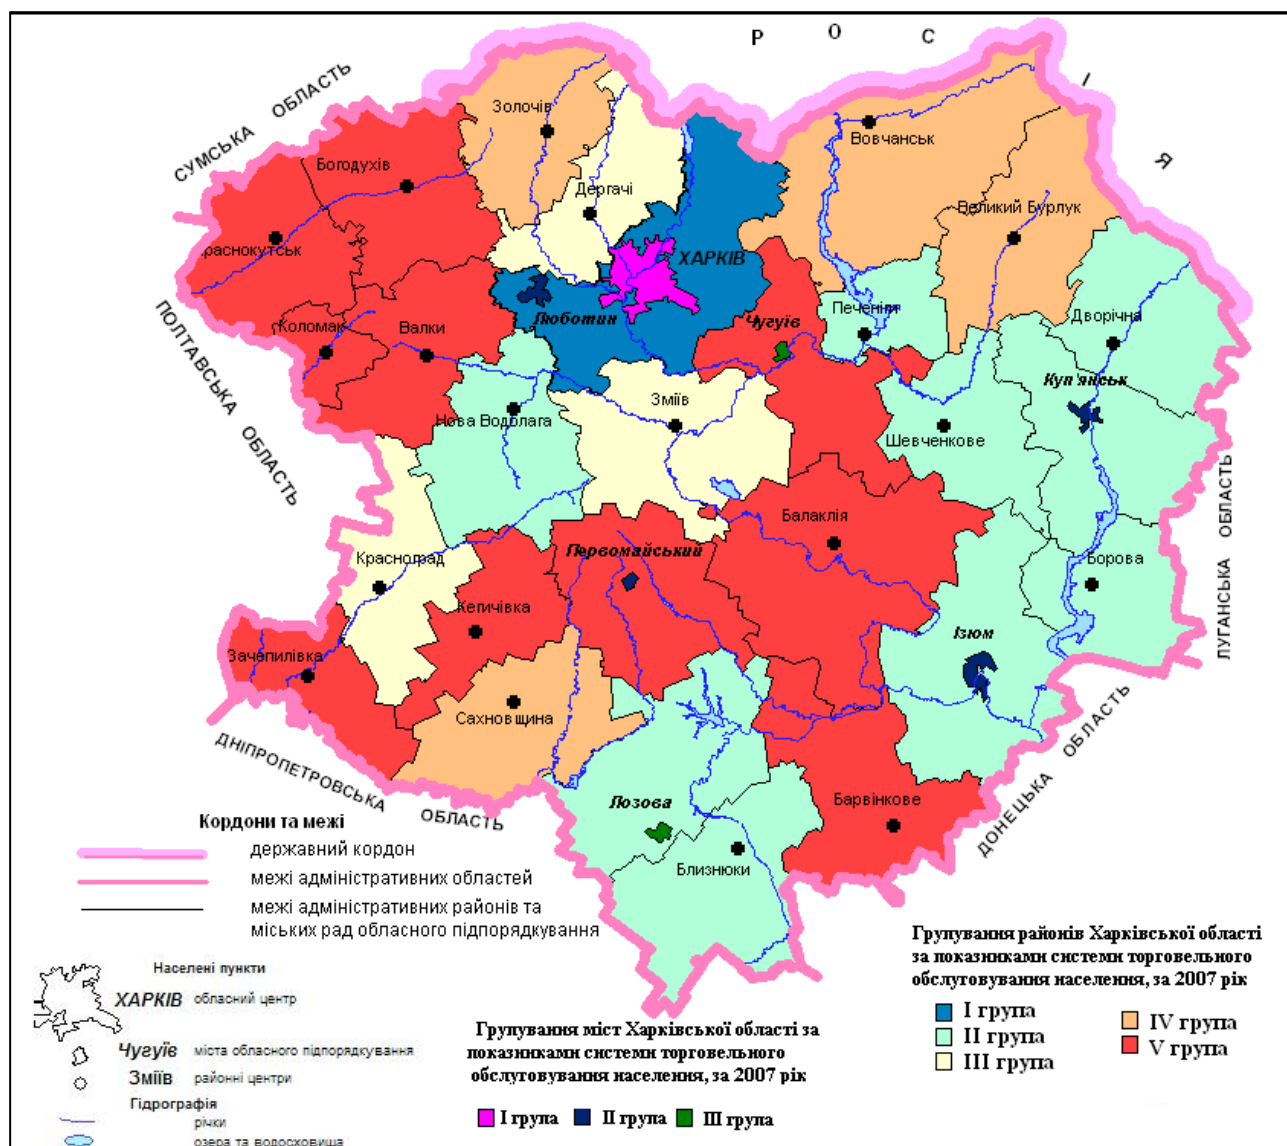 Р О С І Я
СУМСЬКА ОБЛАСТЬ
ПОЛТАВСЬКА ОБЛАСТЬ
ДНІПРОПЕТРОВСЬКА ОБЛАСТЬ
ДОНЕЦЬКА ОБЛАСТЬ
ЛУГАНСЬКА ОБЛАСТЬ
Золочів
Вовчанськ
Богодухів
Дергачі
Великий Бурлук
раснокутськ
ХАРКІВ
Люботин
Чугуїв
Печеніги
Дворічна
Коломак
Валки
Куп'янськ
Зміїв
Нова Водолага
Шевченкове
Балаклія
Первомайський
Красноград
Борова
Кегичівка
Ізюм
Зачепилівка
Сахновщина
Лозова
Барвінкове
Близнюки
Кордони та межі
державний кордон
межі адміністративних областей
межі адміністративних районів та
міських рад обласного підпорядкування
Населені пункти
ХАРКІВ обласний центр
Чугуїв міста обласного підпорядкування
Зміїв районні центри
Гідрографія
річки
озера та водосховища
Групування міст Харківської області за
показниками системи торговельного
обслуговування населення, за 2007 рік
І група ІІ група ІІІ група
Групування районів Харківської області
за показниками системи торговельного
обслуговування населення, за 2007 рік
І група
ІІ група
ІІІ група
IV група
V група